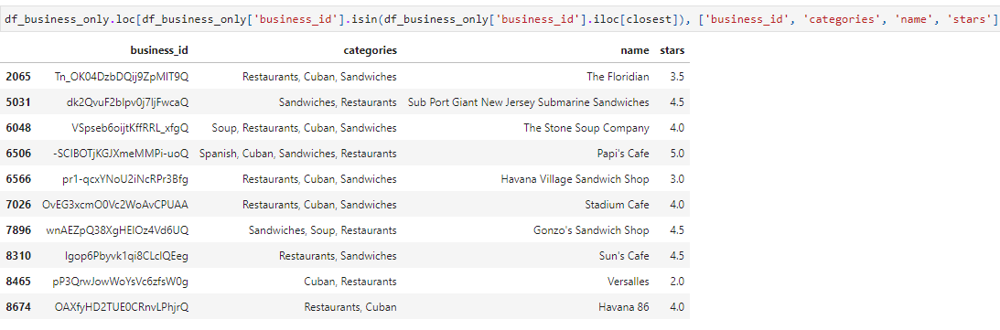 df_business_only.loc[df_business_only['business_id'].isin(df_business_only['business_id'].iloc[closest]), ['business_id', 'categories', 'name', 'stars']
business_id categories name stars
2065 Tn_OK04DzbDQij9ZpMIT9Q Restaurants, Cuban, Sandwiches The Floridian 3.5
5031 dk2QvuF2blpv0j7ljFwcaQ Sandwiches, Restaurants Sub Port Giant New Jersey Submarine Sandwiches 4.5
6048 VSpseb6oijtKffRRL_xfgQ Soup, Restaurants, Cuban, Sandwiches The Stone Soup Company 4.0
6506 -SCIBOTjKGJXmeMMPi-uoQ Spanish, Cuban, Sandwiches, Restaurants Papi's Cafe 5.0
6566 pr1-qcxYNoU2iNcRPr3Bfg Restaurants, Cuban, Sandwiches Havana Village Sandwich Shop 3.0
7026 OvEG3xcmO0Vc2WoAvCPUAA Restaurants, Cuban, Sandwiches Stadium Cafe 4.0
7896 wnAEZpQ38XgHEIOz4Vd6UQ Sandwiches, Soup, Restaurants Gonzo's Sandwich Shop 4.5
8310 Igop6Pbyvk1qi8CLclQEeg Restaurants, Sandwiches Sun's Cafe 4.5
8465 pP3QrwJowWoYsVc6zfsW0g Cuban, Restaurants Versalles 2.0
8674 OAXfyHD2TUE0CRnvLPhjrQ Restaurants, Cuban Havana 86 4.0